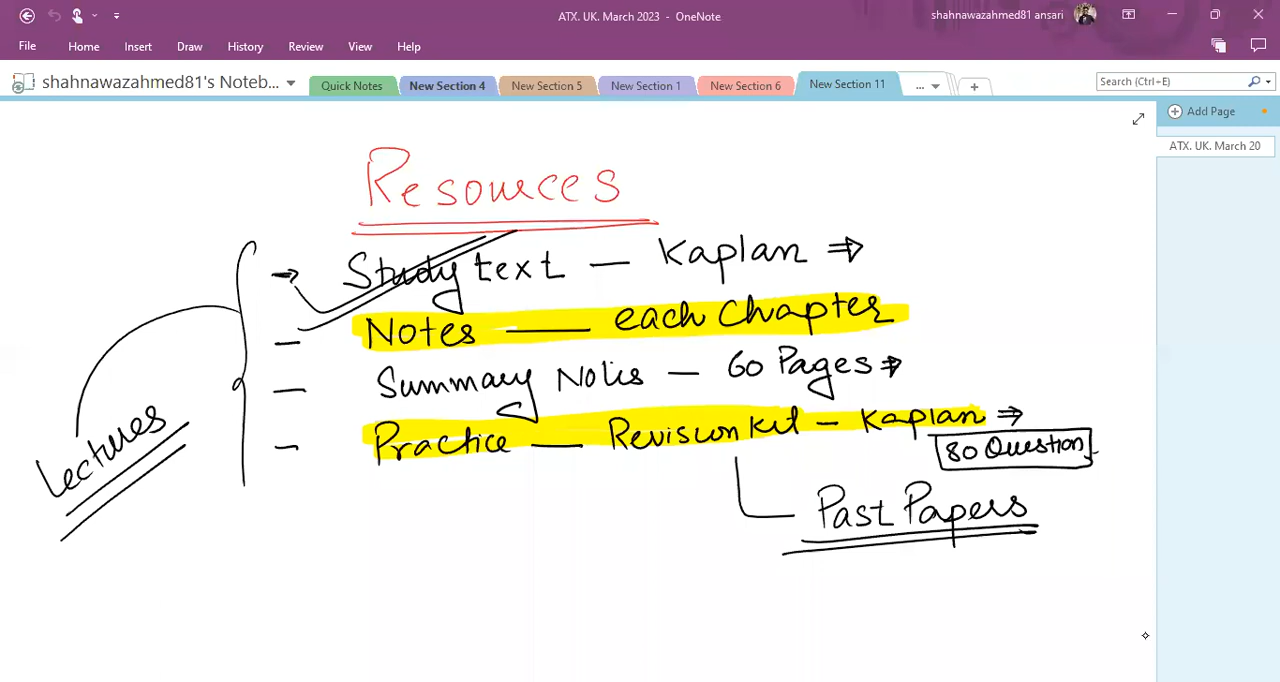 ATX. UK. March 2023 - OneNote
shahnawazahmed81 ansari
File Home Insert Draw History Review View Help
shahnawazahmed81's Noteb...
Quick Notes New Section 4 New Section 5 New Section 1 New Section 6 New Section 11 ...
Search (Ctrl+E)
Add Page
ATX. UK. March 20
Resources
Study text — Kaplan ⇒
- Notes — each Chapter
- Summary Notes — 60 Pages ⇒
- Practice — Revision kit - Kaplan ⇒
80 Question
Past Papers
Lectures